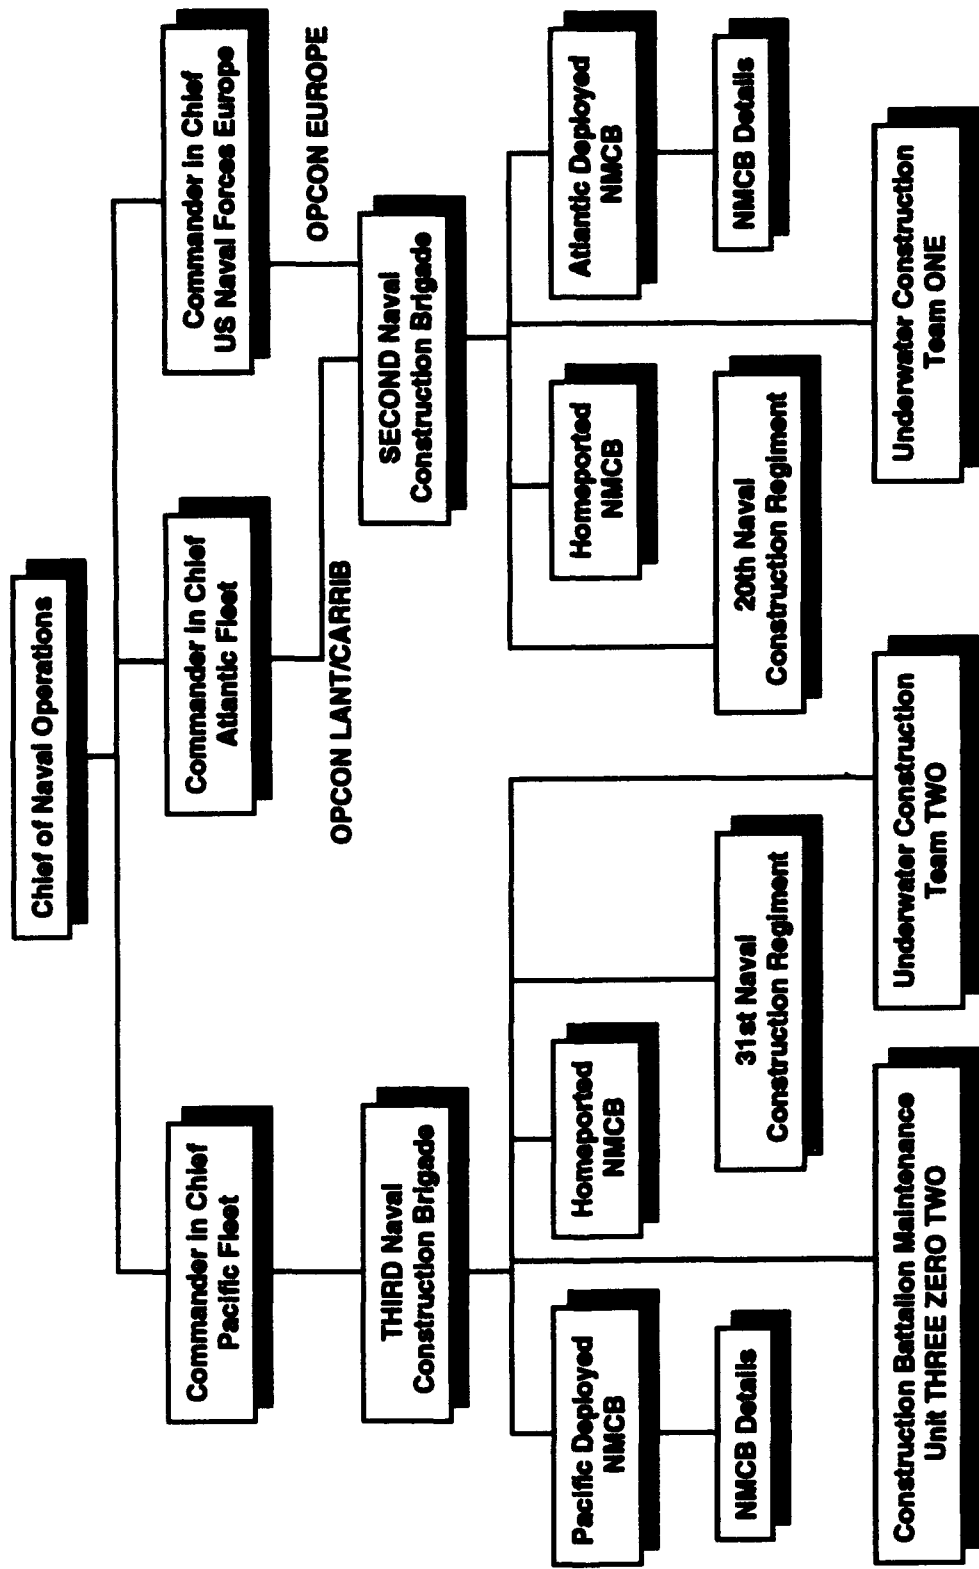 Chief of Naval Operations
Commander in Chief
Pacific Fleet
Commander in Chief
Atlantic Fleet
Commander in Chief
US Naval Forces Europe
OPCON LANT/CARRIB
OPCON EUROPE
THIRD Naval
Construction Brigade
SECOND Naval
Construction Brigade
Pacific Deployed
NMCB
Homeported
NMCB
Homeported
NMCB
Atlantic Deployed
NMCB
NMCB Details
31st Naval
Construction Regiment
20th Naval
Construction Regiment
NMCB Details
Construction Battalion Maintenance
Unit THREE ZERO TWO
Underwater Construction
Team TWO
Underwater Construction
Team ONE